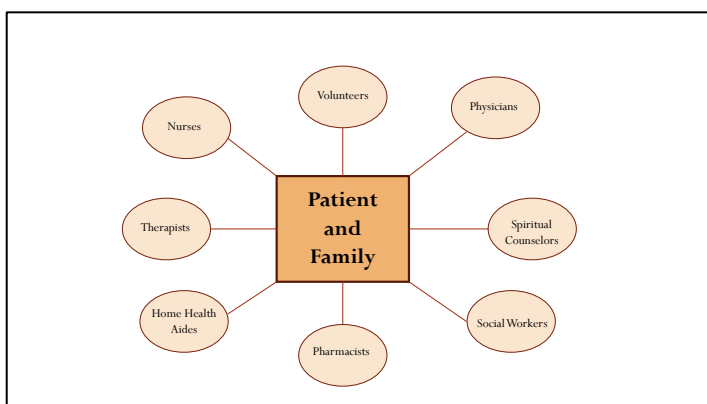 Volunteers
Physicians
Nurses
Patient
and
Family
Therapists
Spiritual
Counselors
Home Health
Aides
Social Workers
Pharmacists